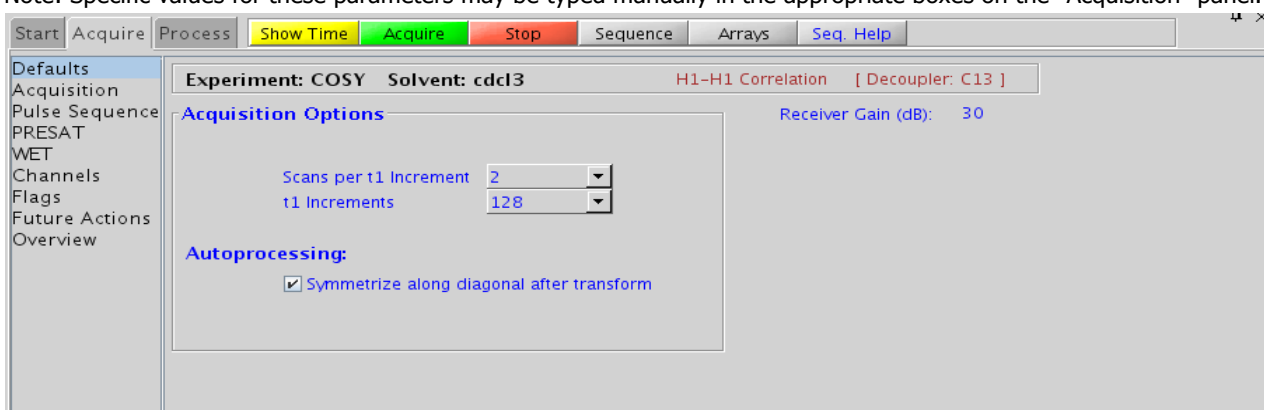 Note: Specific values for these parameters may be typed manually in the appropriate boxes on the "Acquisition" panel.
Start Acquire Process Show Time Acquire Stop Sequence Arrays Seq. Help
Defaults
Acquisition
Pulse Sequence
PRESAT
WET
Channels
Flags
Future Actions
Overview
Experiment: COSY Solvent: cdcl3 H1-H1 Correlation [ Decoupler: C13 ]
Acquisition Options
Receiver Gain (dB): 30
Scans per t1 Increment 2
t1 Increments 128
Autoprocessing:
Symmetrize along diagonal after transform